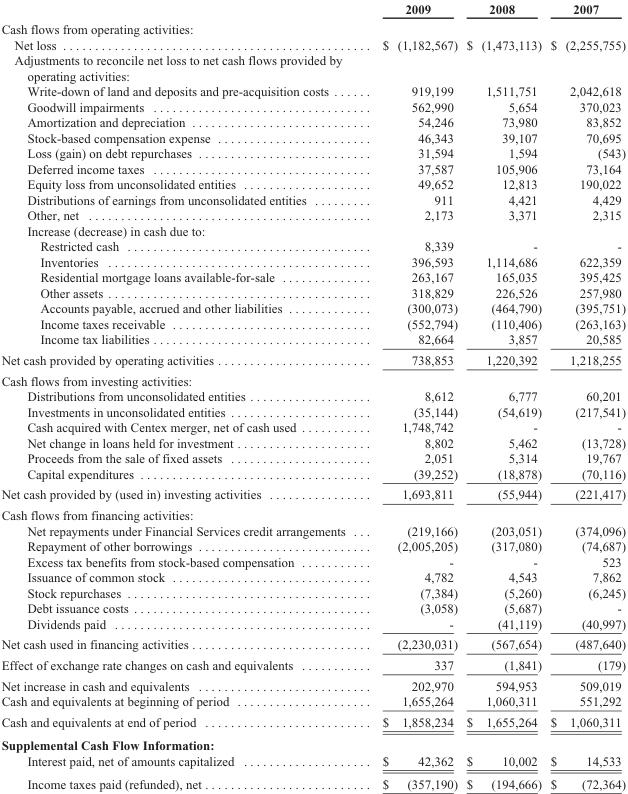 2009 2008 2007
Cash flows from operating activities:
Net loss . . . . . $ (1,182,567) $ (1,473,113) $ (2,255,755)
Adjustments to reconcile net loss to net cash flows provided by
operating activities:
Write-down of land and deposits and pre-acquisition costs . . . . . . 919,199 1,511,751 2,042,618
Goodwill impairments . . . . . 562,990 5,654 370,023
Amortization and depreciation . . . . . 54,246 73,980 83,852
Stock-based compensation expense . . . . . 46,343 39,107 70,695
Loss (gain) on debt repurchases . . . . . 31,594 1,594 (543)
Deferred income taxes . . . . . 37,587 105,906 73,164
Equity loss from unconsolidated entities . . . . . 49,652 12,813 190,022
Distributions of earnings from unconsolidated entities . . . . . 911 4,421 4,429
Other, net . . . . . 2,173 3,371 2,315
Increase (decrease) in cash due to:
Restricted cash . . . . . 8,339 - -
Inventories . . . . . 396,593 1,114,686 622,359
Residential mortgage loans available-for-sale . . . . . 263,167 165,035 395,425
Other assets . . . . . 318,829 226,526 257,980
Accounts payable, accrued and other liabilities . . . . . (300,073) (464,790) (395,751)
Income taxes receivable . . . . . (552,794) (110,406) (263,163)
Income tax liabilities . . . . . 82,664 3,857 20,585
Net cash provided by operating activities . . . . . 738,853 1,220,392 1,218,255
Cash flows from investing activities:
Distributions from unconsolidated entities . . . . . 8,612 6,777 60,201
Investments in unconsolidated entities . . . . . (35,144) (54,619) (217,541)
Cash acquired with Centex merger, net of cash used . . . . . 1,748,742 - -
Net change in loans held for investment . . . . . 8,802 5,462 (13,728)
Proceeds from the sale of fixed assets . . . . . 2,051 5,314 19,767
Capital expenditures . . . . . (39,252) (18,878) (70,116)
Net cash provided by (used in) investing activities . . . . . 1,693,811 (55,944) (221,417)
Cash flows from financing activities:
Net repayments under Financial Services credit arrangements . . . (219,166) (203,051) (374,096)
Repayment of other borrowings . . . . . (2,005,205) (317,080) (74,687)
Excess tax benefits from stock-based compensation . . . . . - - 523
Issuance of common stock . . . . . 4,782 4,543 7,862
Stock repurchases . . . . . (7,384) (5,260) (6,245)
Debt issuance costs . . . . . (3,058) (5,687) -
Dividends paid . . . . . - (41,119) (40,997)
Net cash used in financing activities . . . . . (2,230,031) (567,654) (487,640)
Effect of exchange rate changes on cash and equivalents . . . . . 337 (1,841) (179)
Net increase in cash and equivalents . . . . . 202,970 594,953 509,019
Cash and equivalents at beginning of period . . . . . 1,655,264 1,060,311 551,292
Cash and equivalents at end of period . . . . . $ 1,858,234 $ 1,655,264 $ 1,060,311
Supplemental Cash Flow Information:
Interest paid, net of amounts capitalized . . . . . $ 42,362 $ 10,002 $ 14,533
Income taxes paid (refunded), net . . . . . $ (357,190) $ (194,666) $ (72,364)